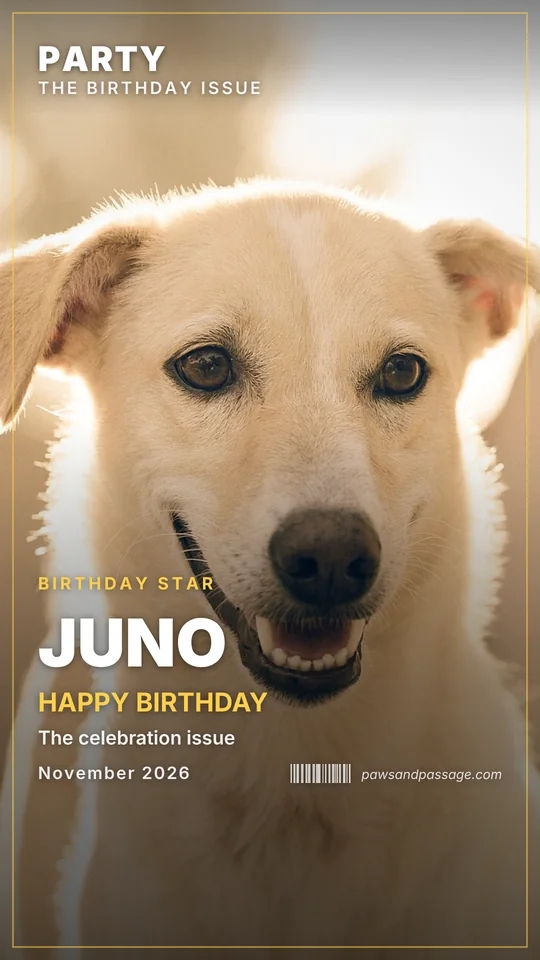 PARTY
THE BIRTHDAY ISSUE
BIRTHDAY STAR
JUNO
HAPPY BIRTHDAY
The celebration issue
November 2026
pawsandpassage.com